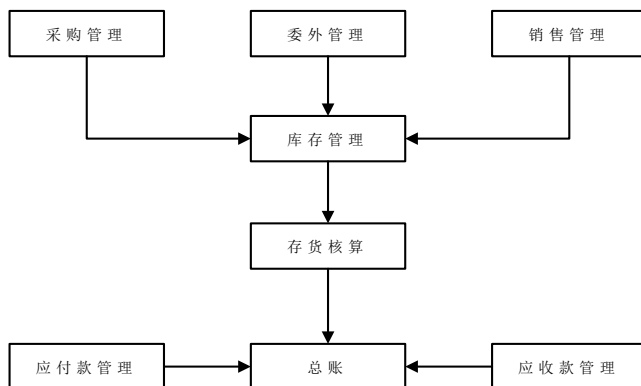 采购管理
委外管理
销售管理
库存管理
存货核算
应付款管理
总账
应收款管理